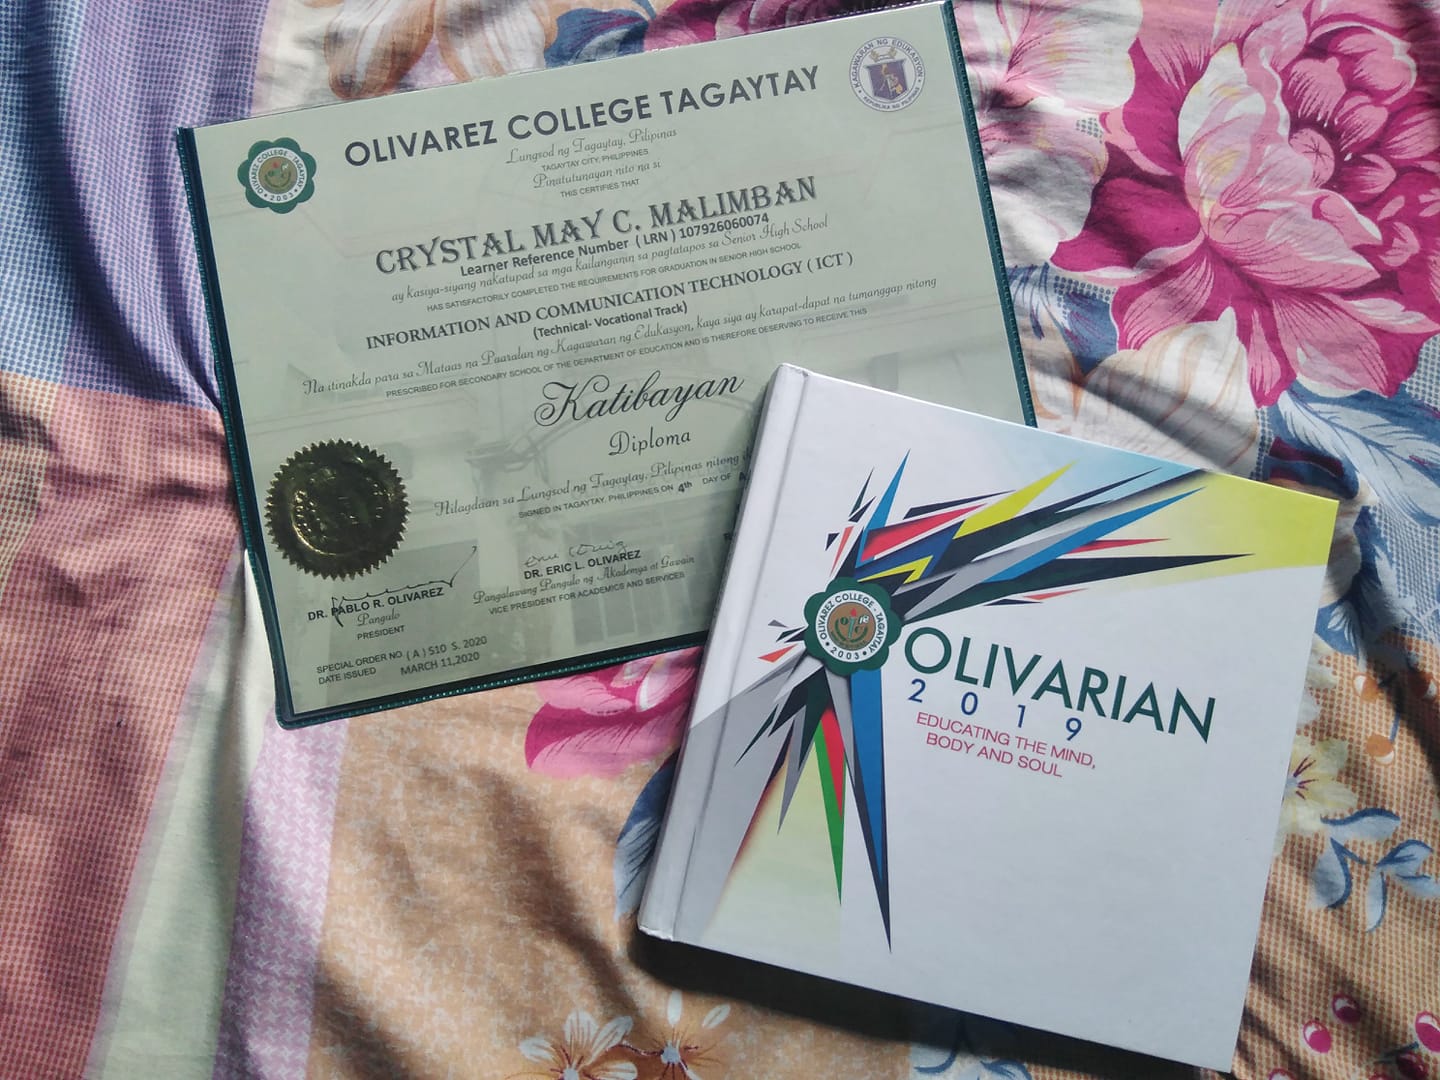 OLIVAREZ COLLEGE TAGAYTAY
Lungsod ng Tagaytay, Pilipinas
TAGAYTAY CITY, PHILIPPINES
Pinatutunayan nito na si
THIS CERTIFIES THAT
CRYSTAL MAY C. MALIMBAN
Learner Reference Number ( LRN ) 107926060074
ay kasiya-siyang nakatupad sa mga kailanganin sa pagtatapos sa Senior High School
HAS SATISFACTORILY COMPLETED THE REQUIREMENTS FOR GRADUATION IN SENIOR HIGH SCHOOL
INFORMATION AND COMMUNICATION TECHNOLOGY ( ICT )
(Technical- Vocational Track)
Na itinakda para sa Mataas na Paaralan ng Kagawaran ng Edukasyon, kaya siya ay karapat-dapat na tumanggap nitong
PRESCRIBED FOR SECONDARY SCHOOL OF THE DEPARTMENT OF EDUCATION AND IS THEREFORE DESERVING TO RECEIVE THIS
Katibayan
Diploma
Nilagdaan sa Lungsod ng Tagaytay, Pilipinas nitong
SIGNED IN TAGAYTAY, PHILIPPINES ON 4th DAY OF
DR. PABLO R. OLIVAREZ
Pangulo
PRESIDENT
DR. ERIC L. OLIVAREZ
Pangalawang Pangulo ng Akademya at Gawain
VICE PRESIDENT FOR ACADEMICS AND SERVICES
SPECIAL ORDER NO. ( A ) S10 S. 2020
DATE ISSUED MARCH 11,2020
OLIVAREZ COLLEGE - TAGAYTAY
2003
KAGAWARAN NG EDUKASYON
REPUBLIKA NG PILIPINAS
OLIVAREZ COLLEGE - TAGAYTAY
2003
OLIVARIAN
2019
EDUCATING THE MIND,
BODY AND SOUL